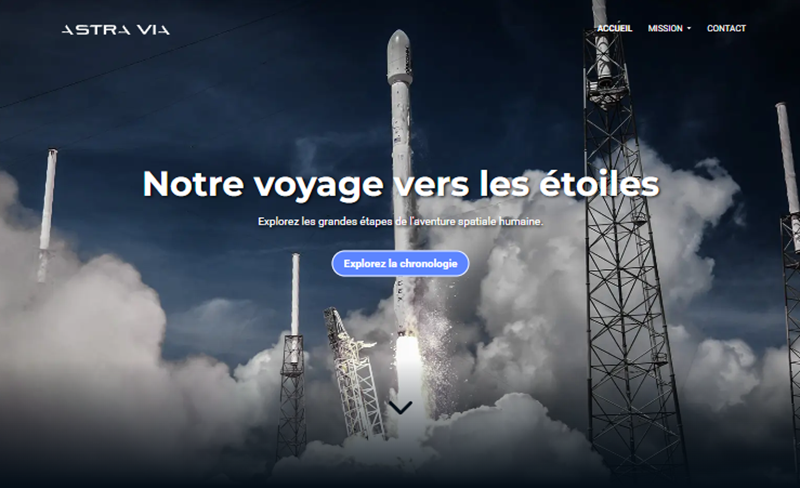 ASTRA VIA
ACCUEIL MISSION CONTACT
Notre voyage vers les étoiles
Explorez les grandes étapes de l'aventure spatiale humaine.
Explorez la chronologie